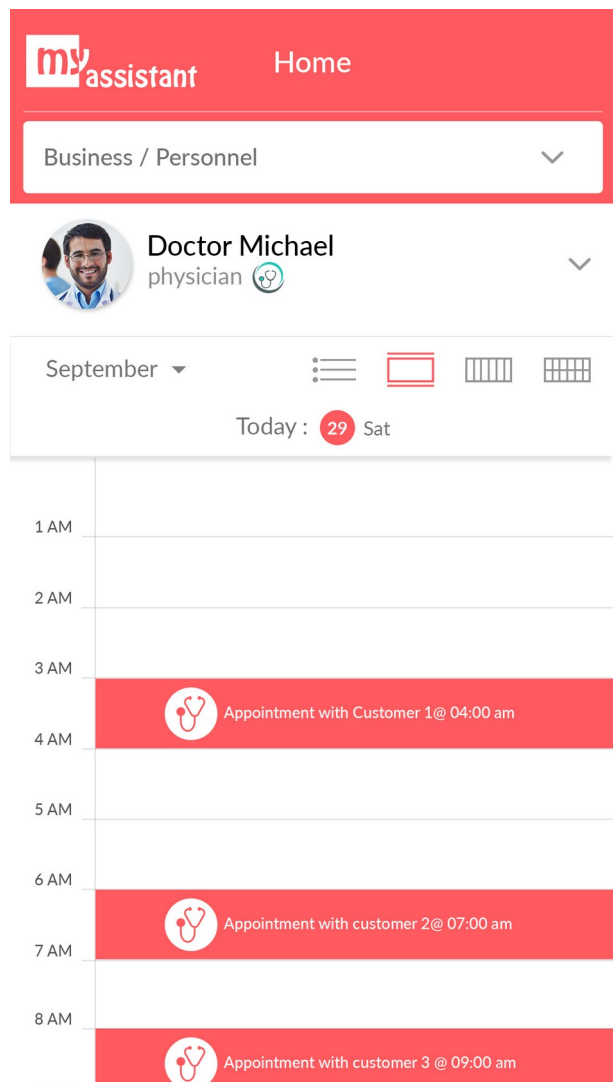 my assistant
Home
Business / Personnel
Doctor Michael
physician
September
Today : 29 Sat
1 AM
2 AM
3 AM
Appointment with Customer 1@ 04:00 am
4 AM
5 AM
6 AM
Appointment with customer 2@ 07:00 am
7 AM
8 AM
Appointment with customer 3 @ 09:00 am